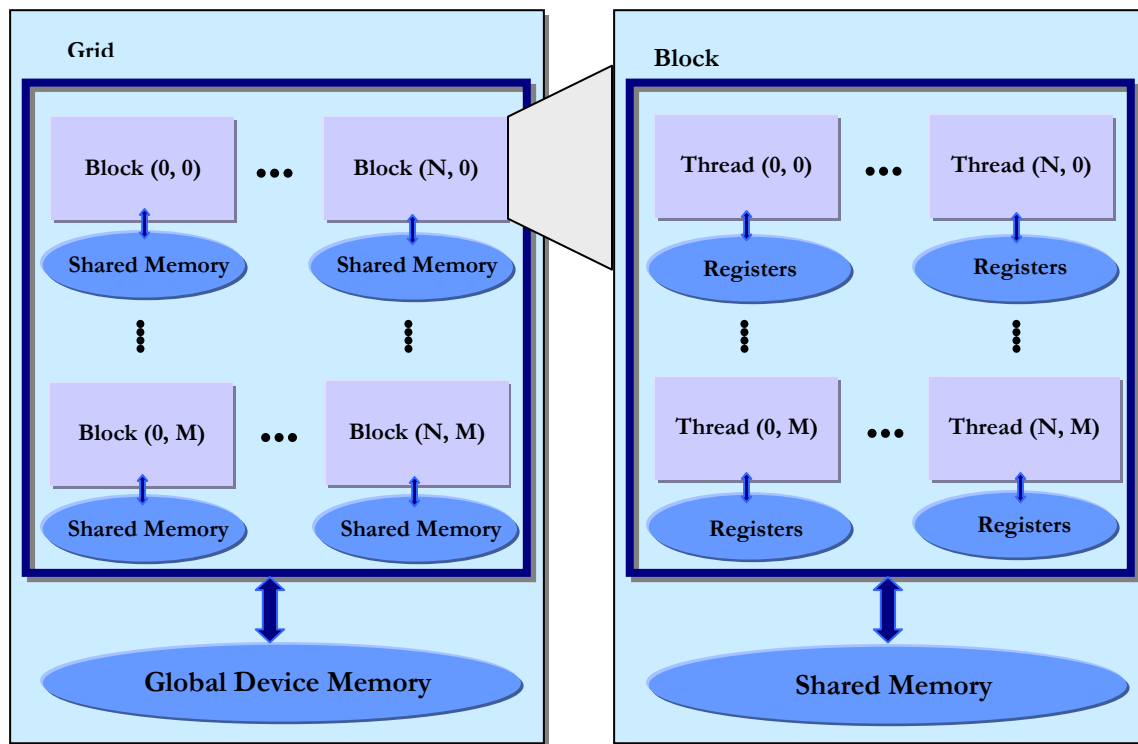 Grid
Block (0, 0)
Block (N, 0)
Shared Memory
Shared Memory
Block (0, M)
Block (N, M)
Shared Memory
Shared Memory
Global Device Memory
Block
Thread (0, 0)
Thread (N, 0)
Registers
Registers
Thread (0, M)
Thread (N, M)
Registers
Registers
Shared Memory